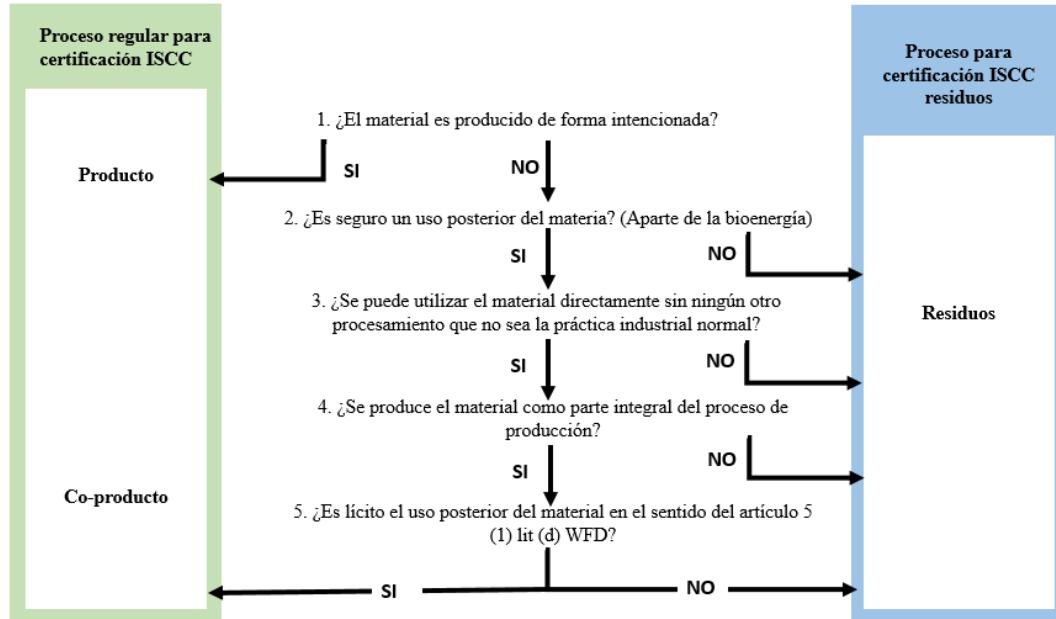 Proceso regular para
certificación ISCC
Proceso para
certificación ISCC
residuos
1. ¿El material es producido de forma intencionada?
Producto
SI
NO
2. ¿Es seguro un uso posterior del materia? (Aparte de la bioenergía)
SI
NO
3. ¿Se puede utilizar el material directamente sin ningún otro
procesamiento que no sea la práctica industrial normal?
Residuos
SI
NO
4. ¿Se produce el material como parte integral del proceso de
producción?
SI
NO
Co-producto
5. ¿Es lícito el uso posterior del material en el sentido del artículo 5
(1) lit (d) WFD?
SI
NO